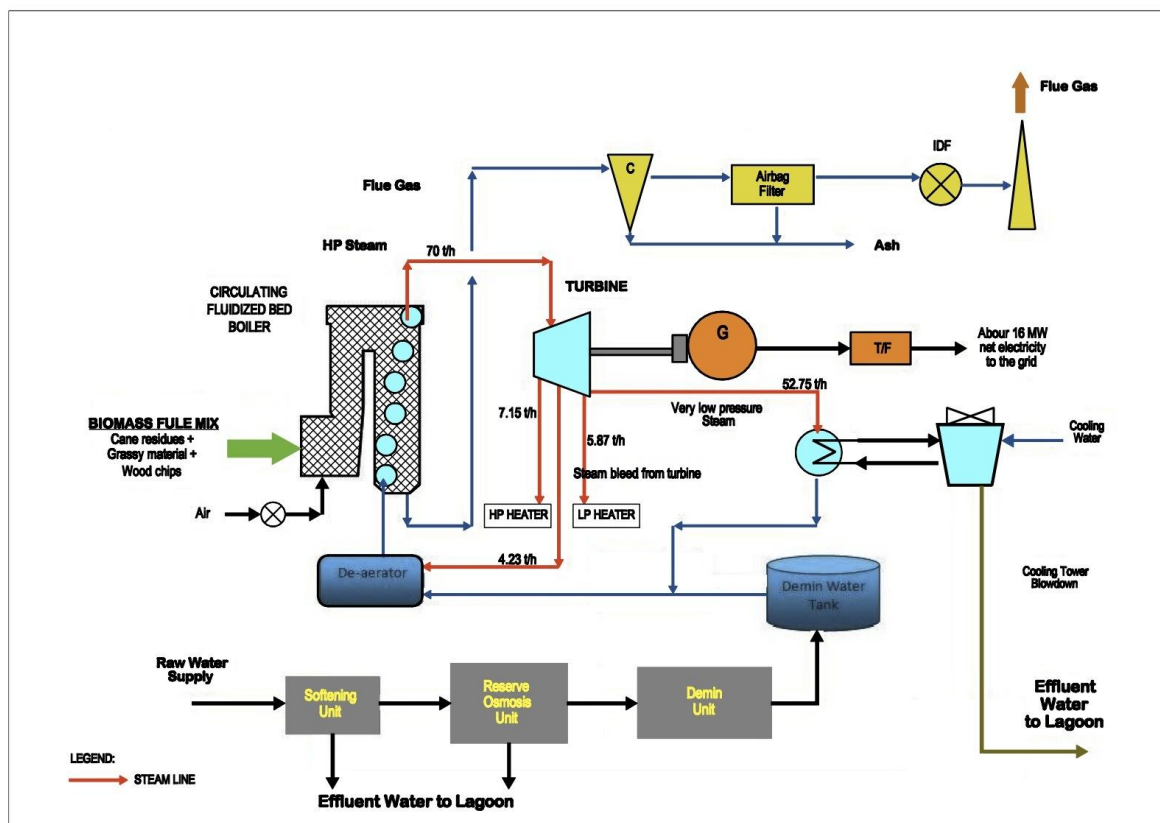 Flue Gas
IDF
C
Airbag
Filter
Flue Gas
HP Steam
70 t/h
Ash
CIRCULATING
FLUIDIZED BED
BOILER
TURBINE
G
T/F
Abour 16 MW
net electricity
to the grid
52.75 t/h
7.15 t/h
Very low pressure
Steam
5.87 t/h
BIOMASS FULE MIX
Cane residues +
Grassy material +
Wood chips
Cooling
Water
Steam bleed from turbine
Air
HP HEATER
LP HEATER
4.23 t/h
De-aerator
Demin Water
Tank
Cooling Tower
Blowdown
Raw Water
Supply
Softening
Unit
Reserve
Osmosis
Unit
Demin
Unit
Effluent
Water
to Lagoon
LEGEND:
STEAM LINE
Effluent Water to Lagoon